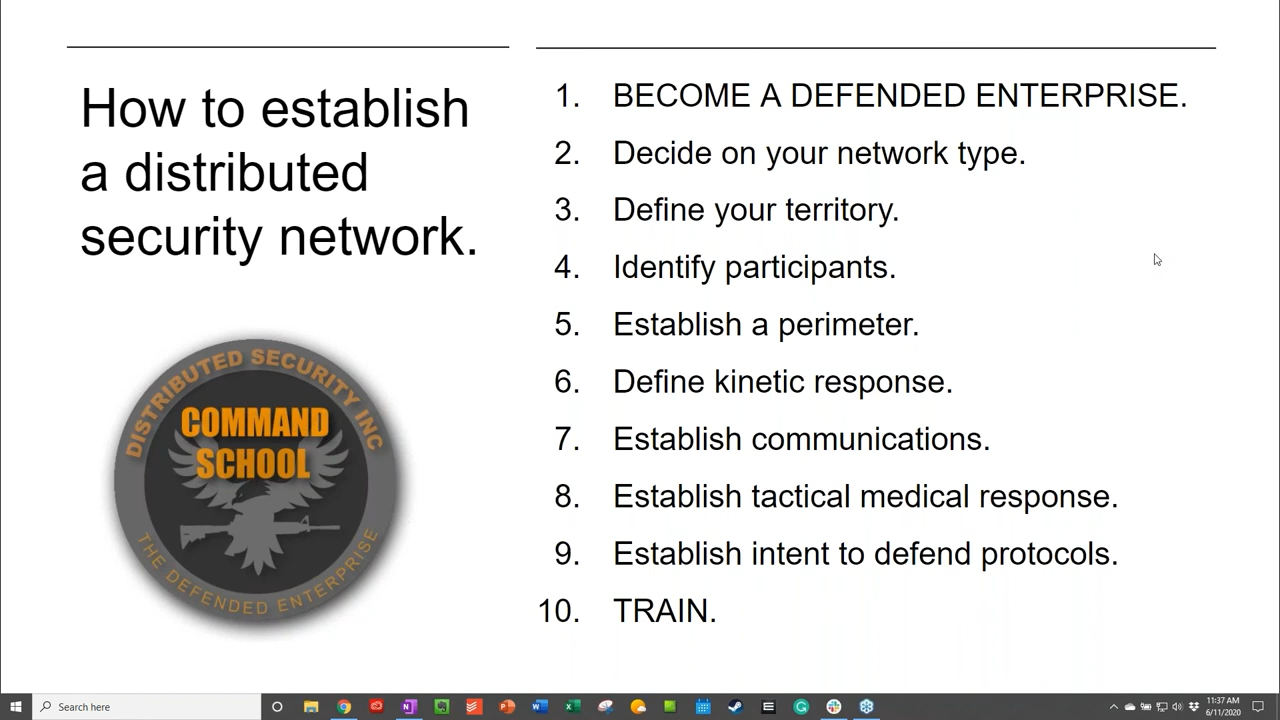 How to establish
a distributed
security network.
DISTRIBUTED SECURITY INC
COMMAND
SCHOOL
THE DEFENDED ENTERPRISE
1. BECOME A DEFENDED ENTERPRISE.
2. Decide on your network type.
3. Define your territory.
4. Identify participants.
5. Establish a perimeter.
6. Define kinetic response.
7. Establish communications.
8. Establish tactical medical response.
9. Establish intent to defend protocols.
10. TRAIN.
Search here
11:37 AM
6/11/2020